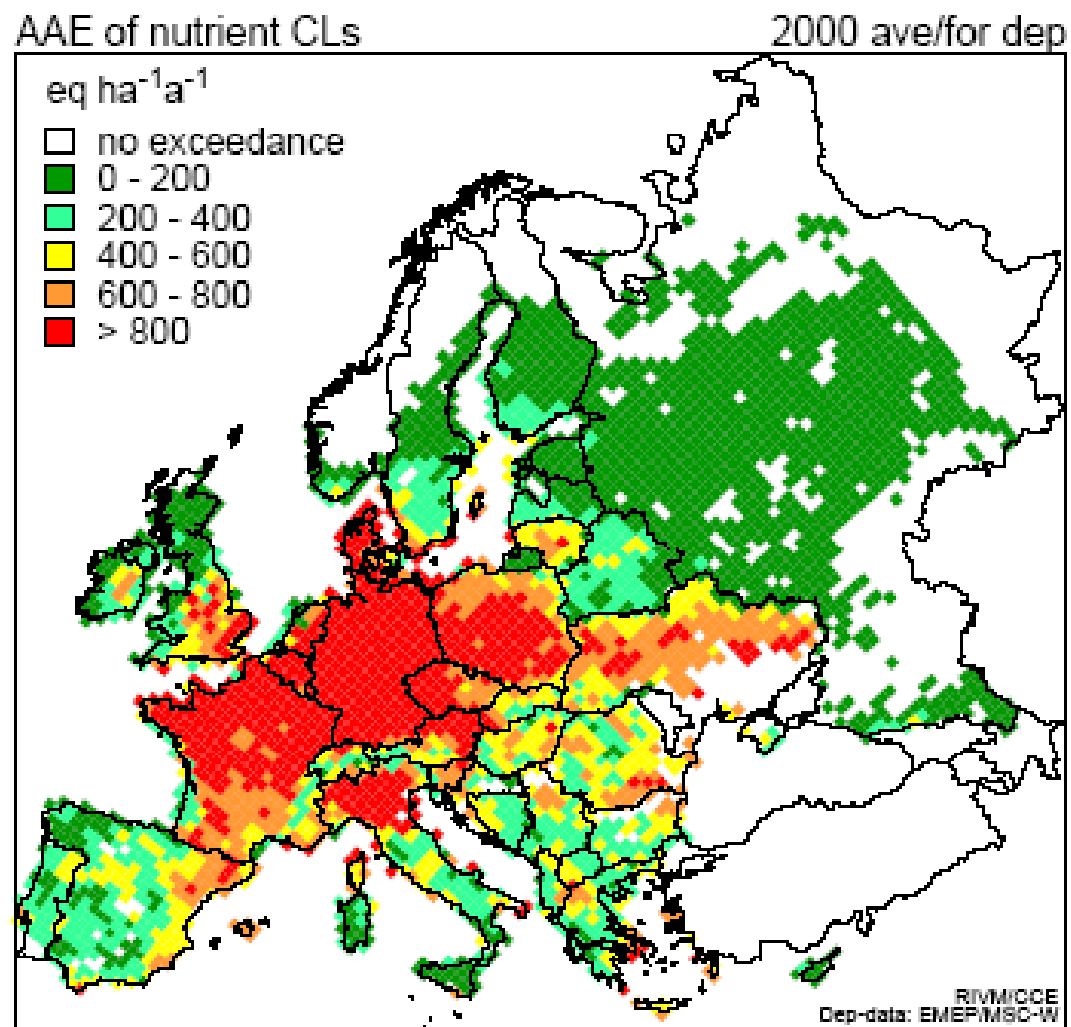 AAE of nutrient CLs
2000 ave/for dep
eq ha⁻¹a⁻¹
no exceedance
0 - 200
200 - 400
400 - 600
600 - 800
> 800
RIVM/CCE
Dep-data: EMEP/MSC-W